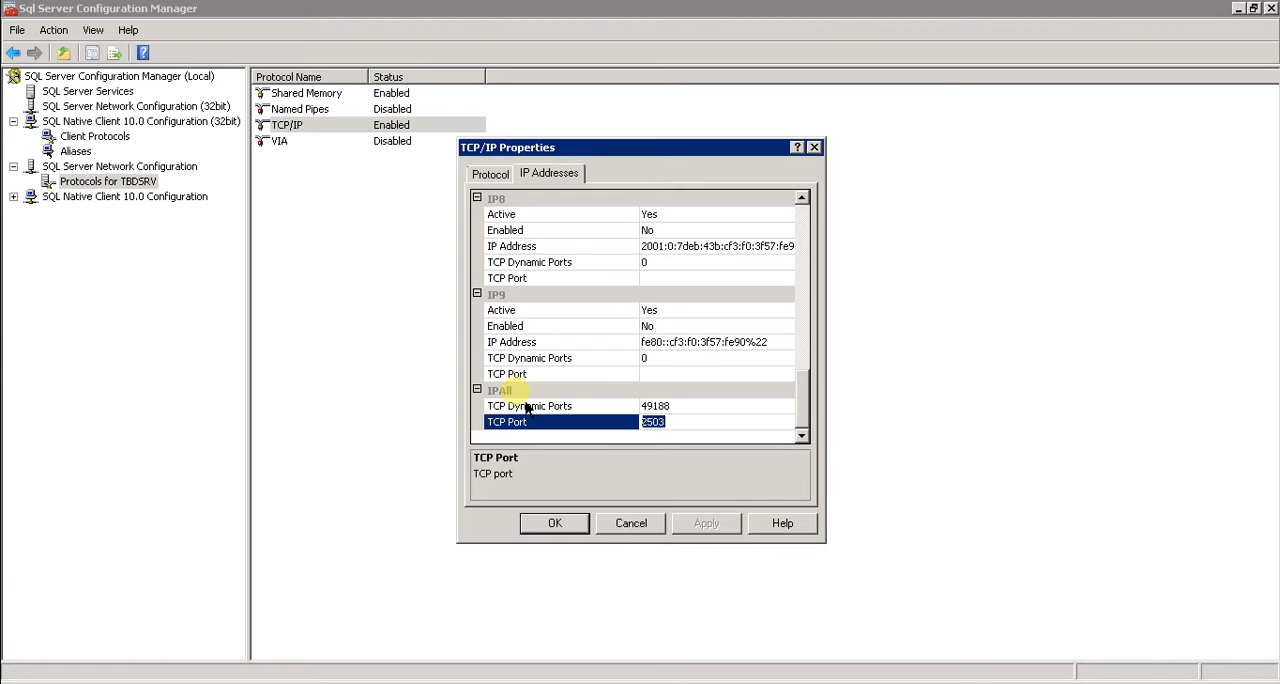 Sql Server Configuration Manager
File Action View Help
SQL Server Configuration Manager (Local)
SQL Server Services
SQL Server Network Configuration (32bit)
SQL Native Client 10.0 Configuration (32bit)
Client Protocols
Aliases
SQL Server Network Configuration
Protocols for TBDSRV
SQL Native Client 10.0 Configuration
Protocol Name Status
Shared Memory Enabled
Named Pipes Disabled
TCP/IP Enabled
VIA Disabled
TCP/IP Properties
Protocol IP Addresses
IP8
Active Yes
Enabled No
IP Address 2001:0:7deb:43b:cf3:f0:3f57:fe9
TCP Dynamic Ports 0
TCP Port
IP9
Active Yes
Enabled No
IP Address fe80::cf3:f0:3f57:fe90%22
TCP Dynamic Ports 0
TCP Port
IPAll
TCP Dynamic Ports 49188
TCP Port 2503
TCP Port
TCP port
OK Cancel Apply Help